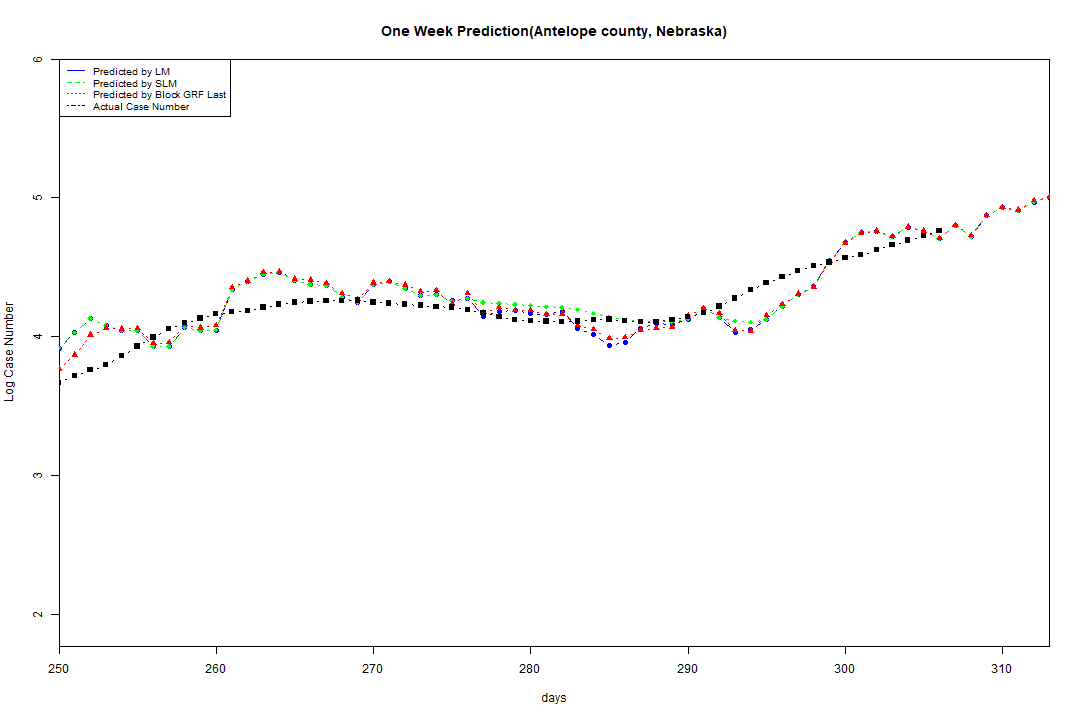 One Week Prediction(Antelope county, Nebraska)
Predicted by LM
Predicted by SLM
Predicted by Block GRF Last
Actual Case Number
Log Case Number
6
5
4
3
2
250 260 270 280 290 300 310
days